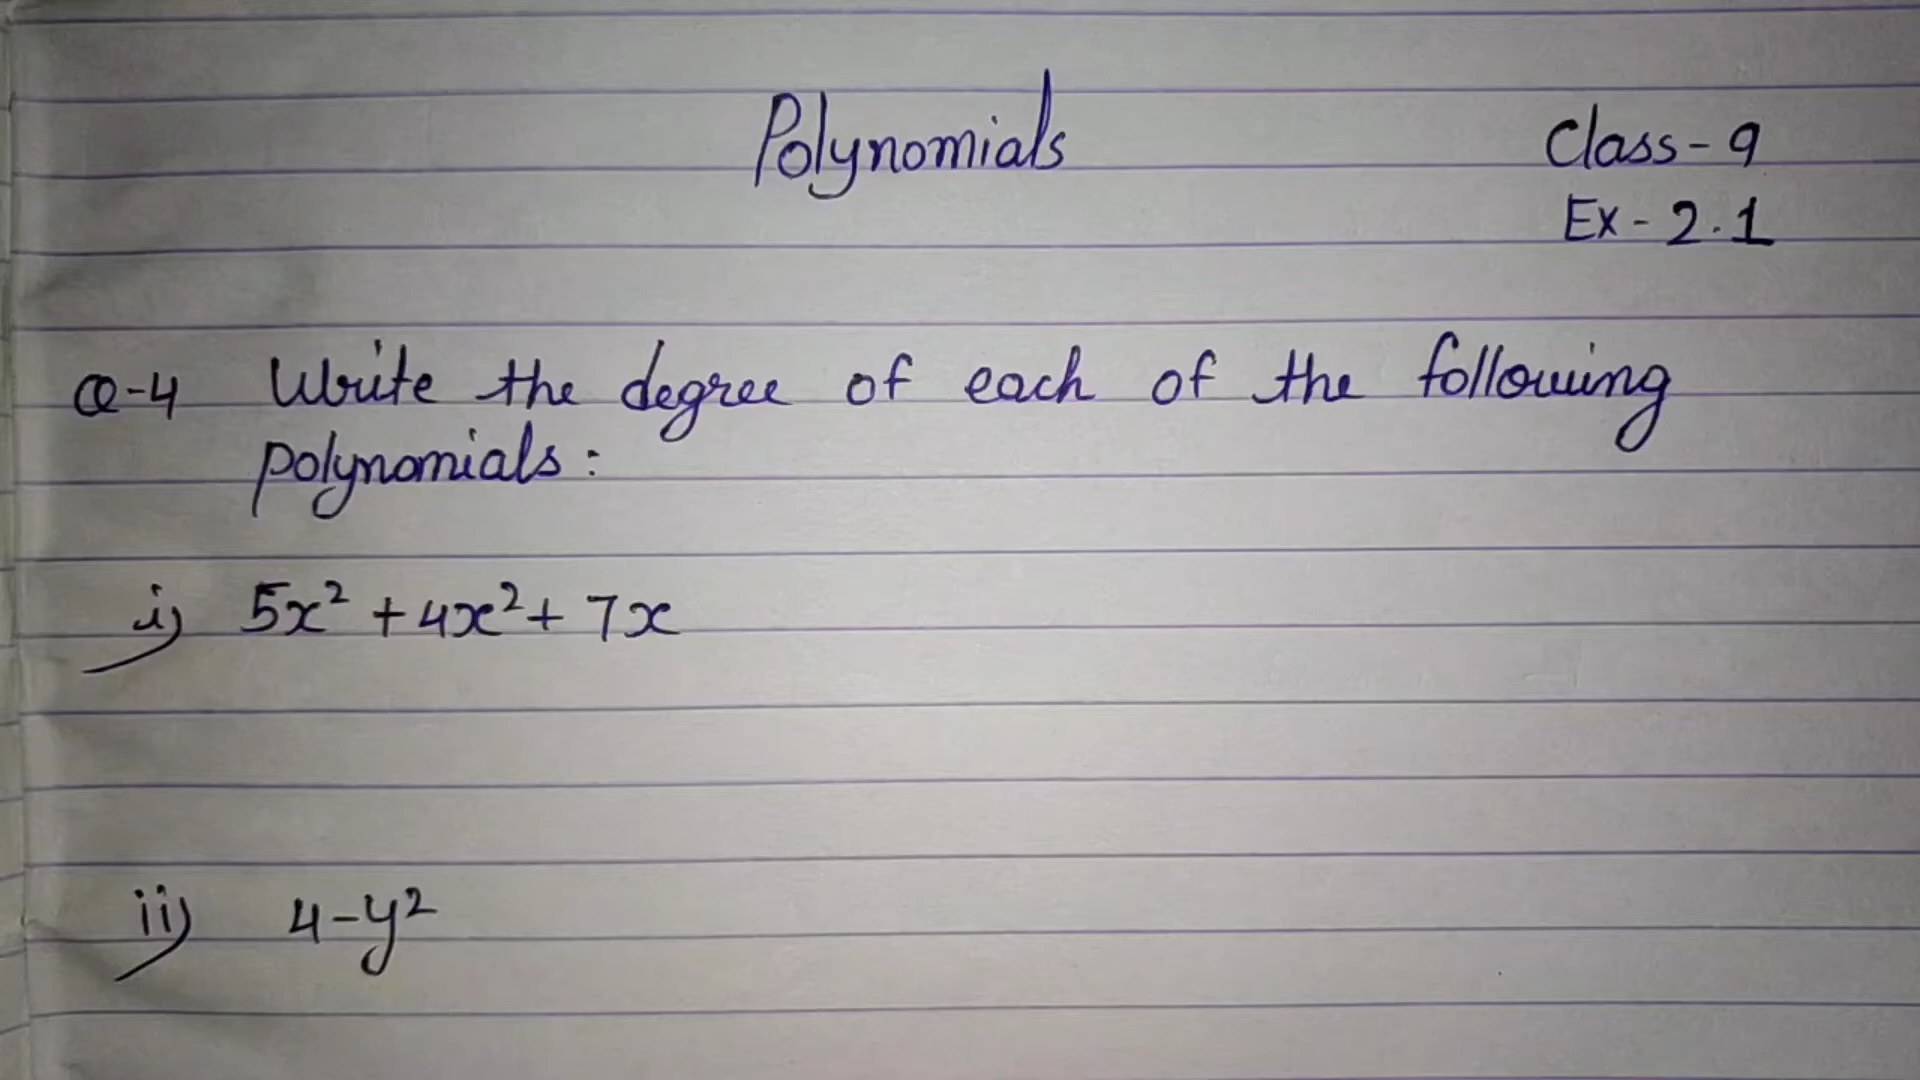 Polynomials
Class-9
Ex-2.1
Q-4 Write the degree of each of the following
polynomials:
i) 5x² + 4x² + 7x
ii) 4-y²